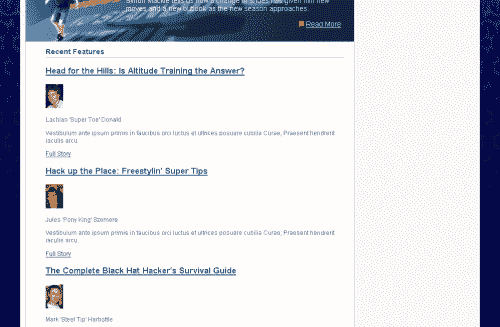 Simon Mackie tells us how a change of shoes has given him new
moves and a new outlook as the new season approaches.
Read More
Recent Features
Head for the Hills: Is Altitude Training the Answer?
Lachlan 'Super Toe' Donald
Vestibulum ante ipsum primis in faucibus orci luctus et ultrices posuere cubilia Curae; Praesent hendrerit
iaculis arcu.
Full Story
Hack up the Place: Freestylin' Super Tips
Jules 'Pony King' Szemere
Vestibulum ante ipsum primis in faucibus orci luctus et ultrices posuere cubilia Curae; Praesent hendrerit
iaculis arcu.
Full Story
The Complete Black Hat Hacker's Survival Guide
Mark 'Steel Tip' Harbottle